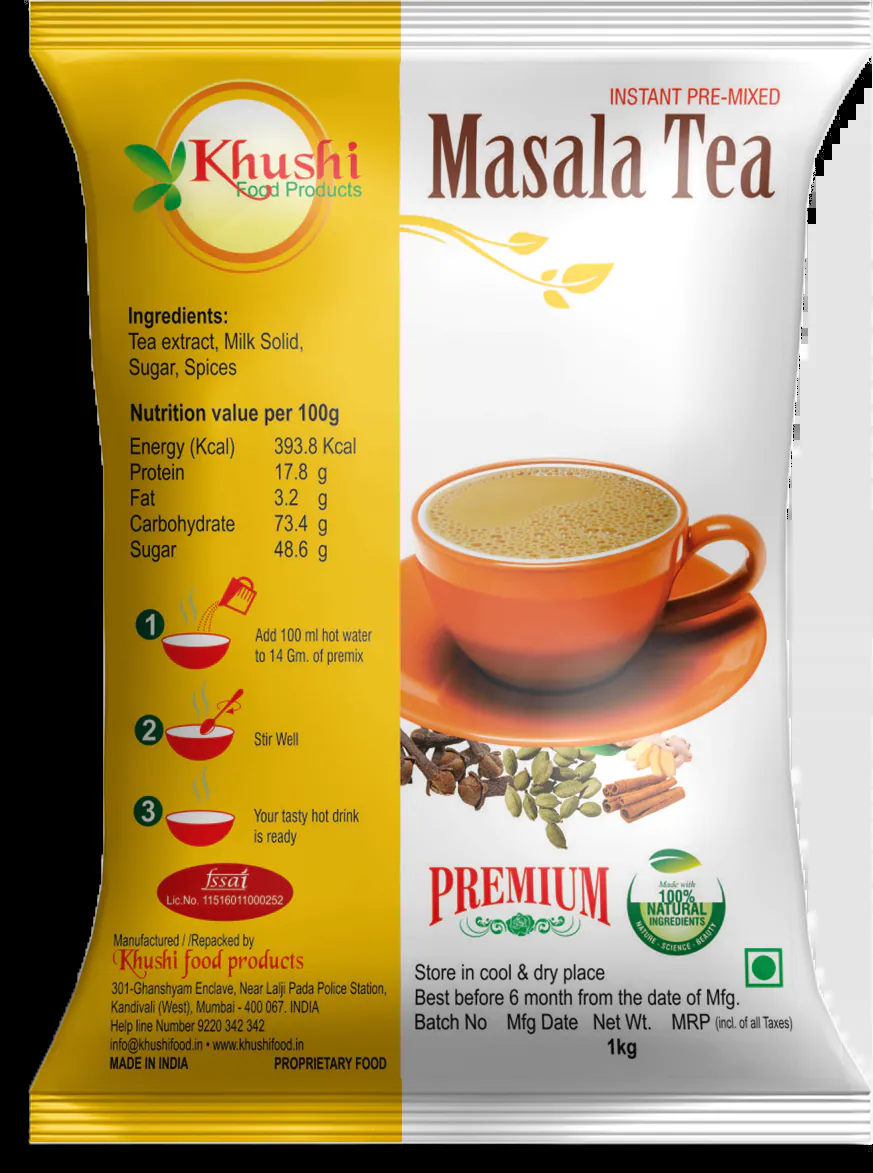 Khushi
Food Products
Ingredients:
Tea extract, Milk Solid,
Sugar, Spices
Nutrition value per 100g
Energy (Kcal) 393.8 Kcal
Protein 17.8 g
Fat 3.2 g
Carbohydrate 73.4 g
Sugar 48.6 g
1
Add 100 ml hot water
to 14 Gm. of premix
2
Stir Well
3
Your tasty hot drink
is ready
fssai
Lic.No. 11516011000252
Manufactured / /Repacked by
Khushi food products
301-Ghanshyam Enclave, Near Lalji Pada Police Station,
Kandivali (West), Mumbai - 400 067. INDIA
Help line Number 9220 342 342
info@khushifood.in • www.khushifood.in
MADE IN INDIA PROPRIETARY FOOD
INSTANT PRE-MIXED
Masala Tea
PREMIUM
Made with
100%
NATURAL
INGREDIENTS
NATURE - SCIENCE - BEAUTY
Store in cool & dry place
Best before 6 month from the date of Mfg.
Batch No Mfg Date Net Wt. MRP (incl. of all Taxes)
1kg